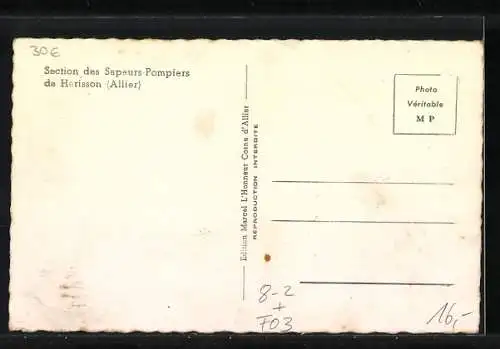 30€
Section des Sapeurs-Pompiers
de Hérisson (Allier)
Photo
Véritable
M P
Edition Marcel L'Honneur Cosne d'Allier
REPRODUCTION INTERDITE
8-2
+
F03
16,-